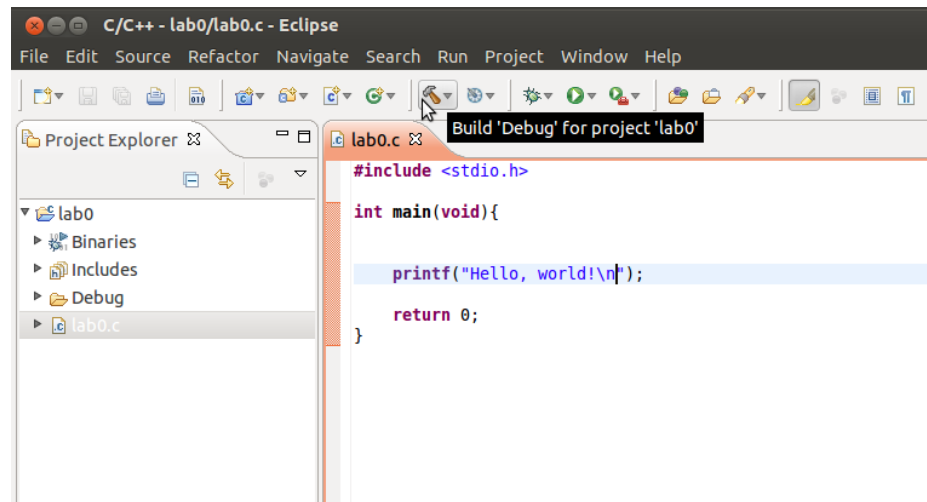 C/C++ - lab0/lab0.c - Eclipse
File Edit Source Refactor Navigate Search Run Project Window Help
010
Build 'Debug' for project 'lab0'
Project Explorer
lab0.c
#include <stdio.h>
lab0
int main(void){
Binaries
Includes
printf("Hello, world!\n");
Debug
return 0;
lab0.c
}